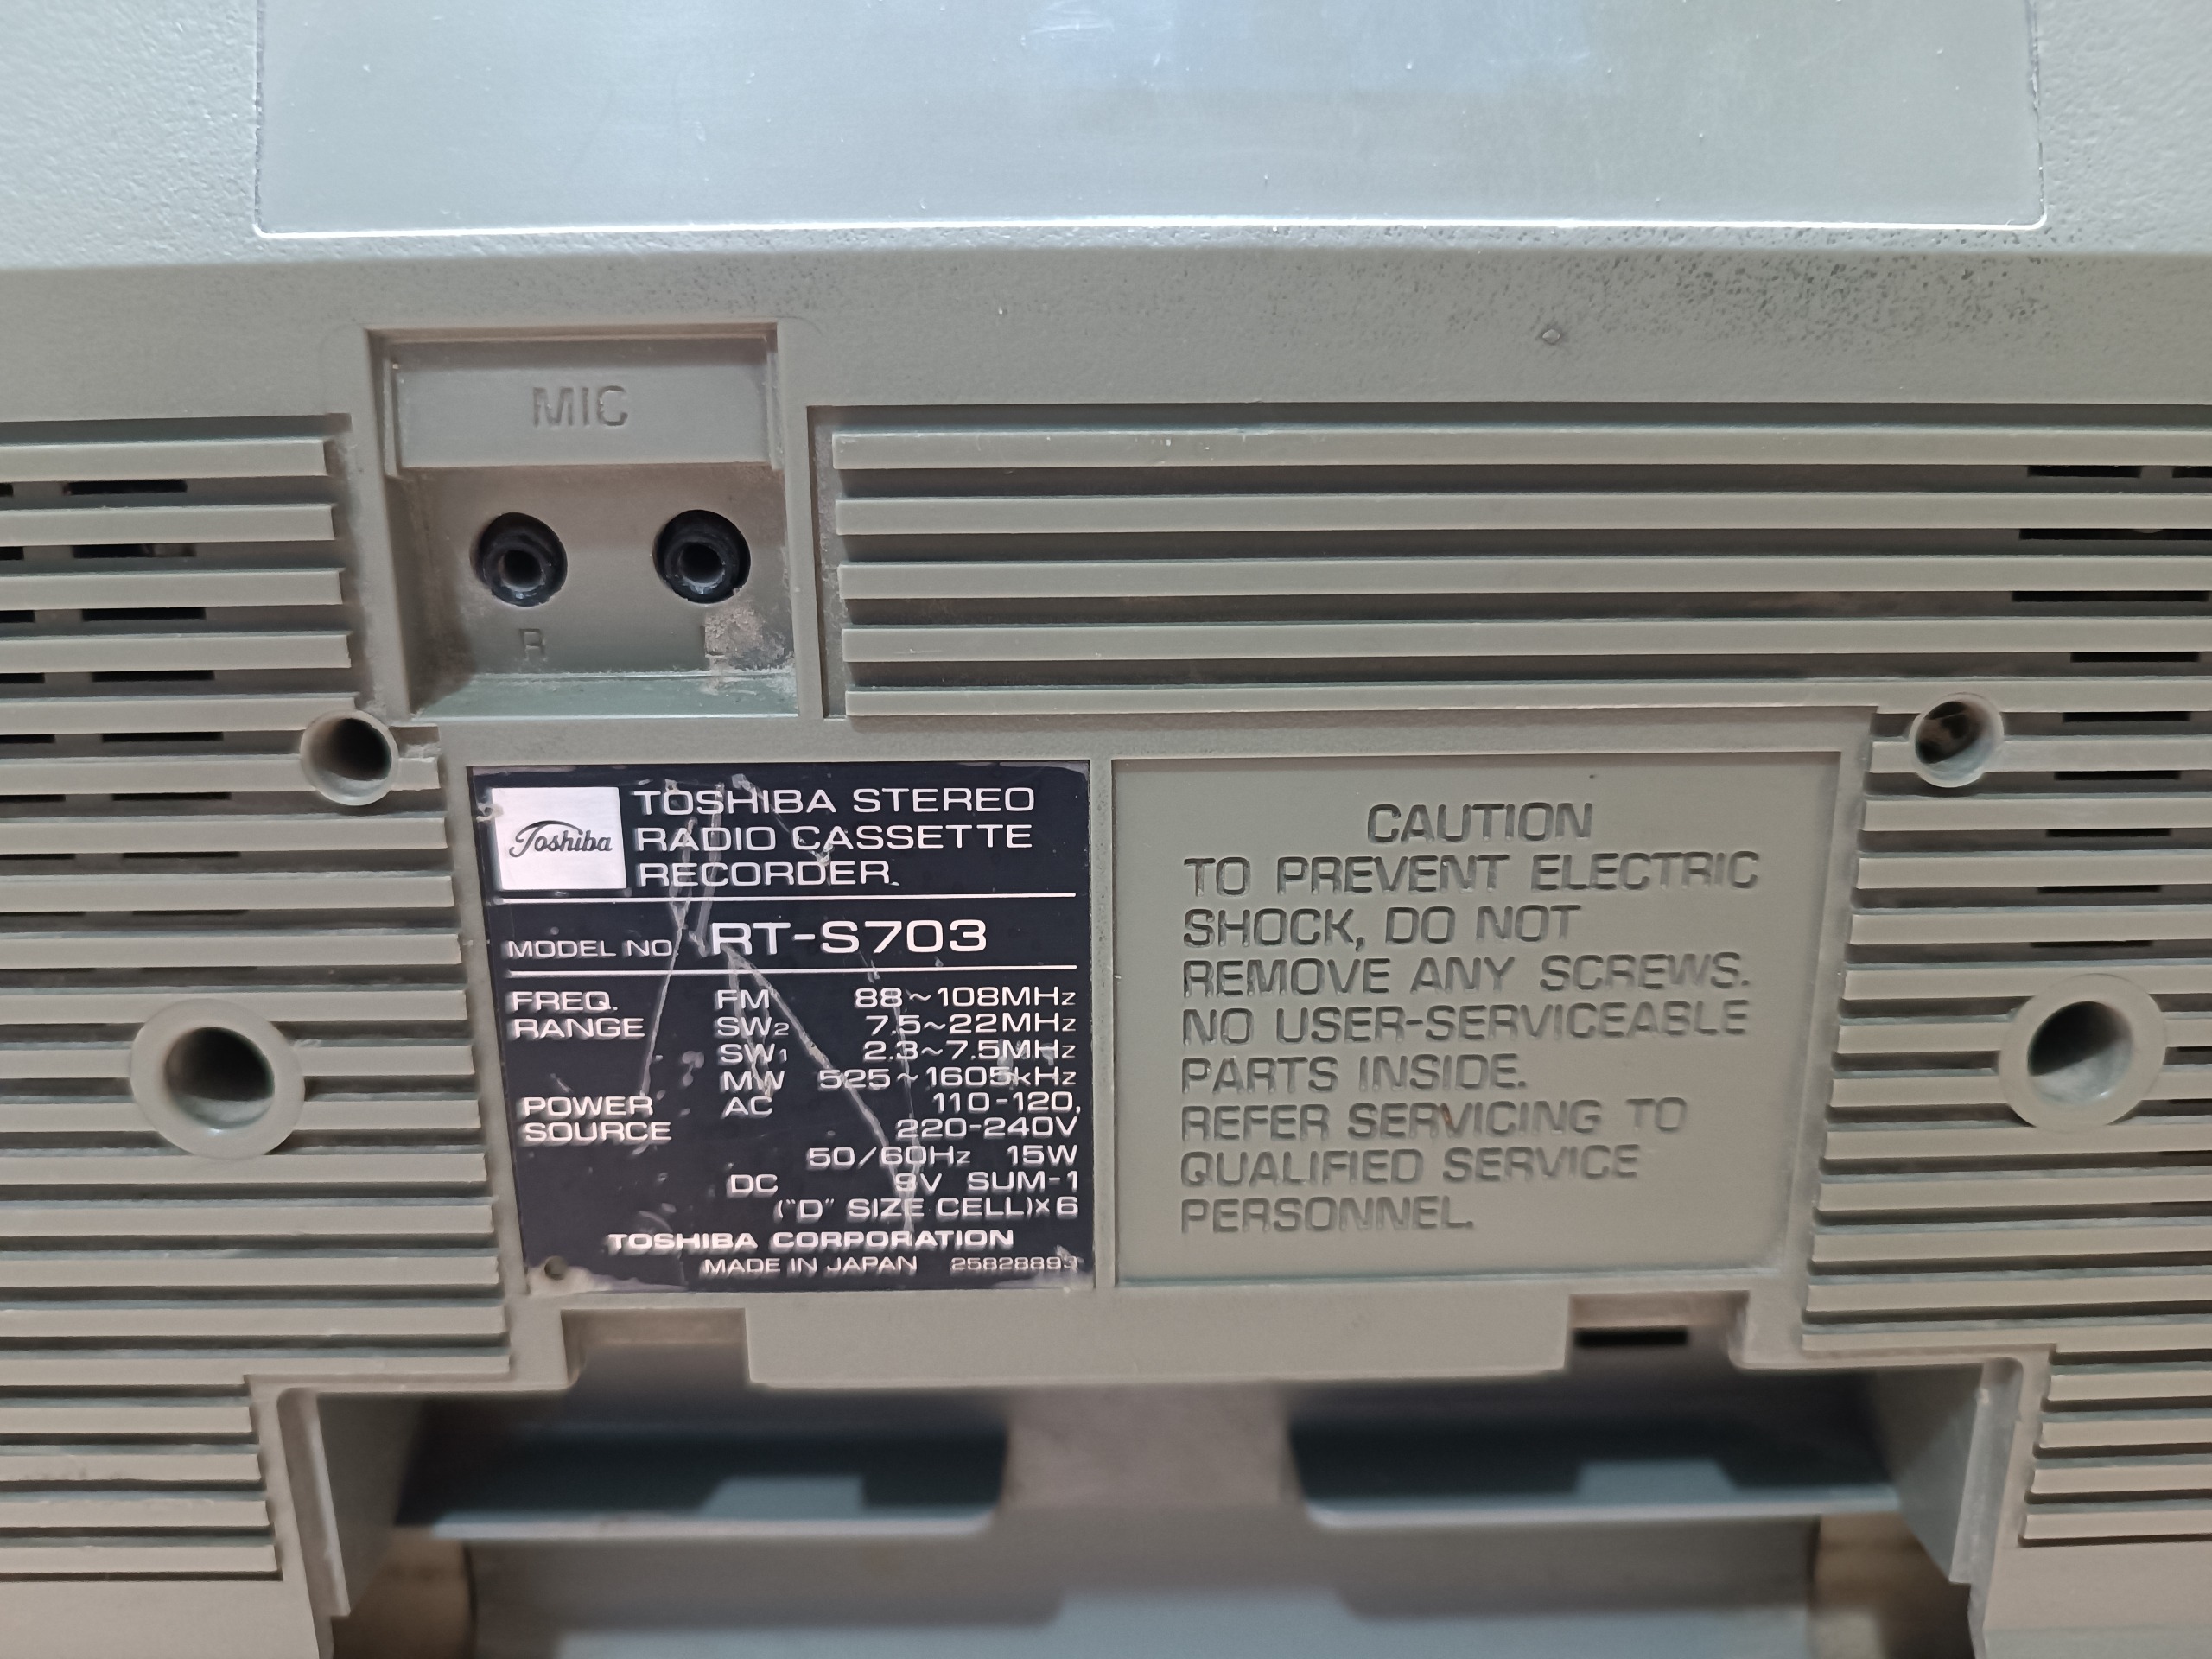 MIC
R
Toshiba
TOSHIBA STEREO
RADIO CASSETTE
RECORDER.
MODEL NO. RT-S703
FREQ. FM 88~108MHz
RANGE SW2 7.5~22MHz
SW1 2.3~7.5MHz
MW 525~1605kHz
POWER AC 110-120,
SOURCE 220-240V
50/60Hz 15W
DC 9V SUM-1
("D" SIZE CELL)×6
TOSHIBA CORPORATION
MADE IN JAPAN 25828893
CAUTION
TO PREVENT ELECTRIC
SHOCK, DO NOT
REMOVE ANY SCREWS.
NO USER-SERVICEABLE
PARTS INSIDE.
REFER SERVICING TO
QUALIFIED SERVICE
PERSONNEL.